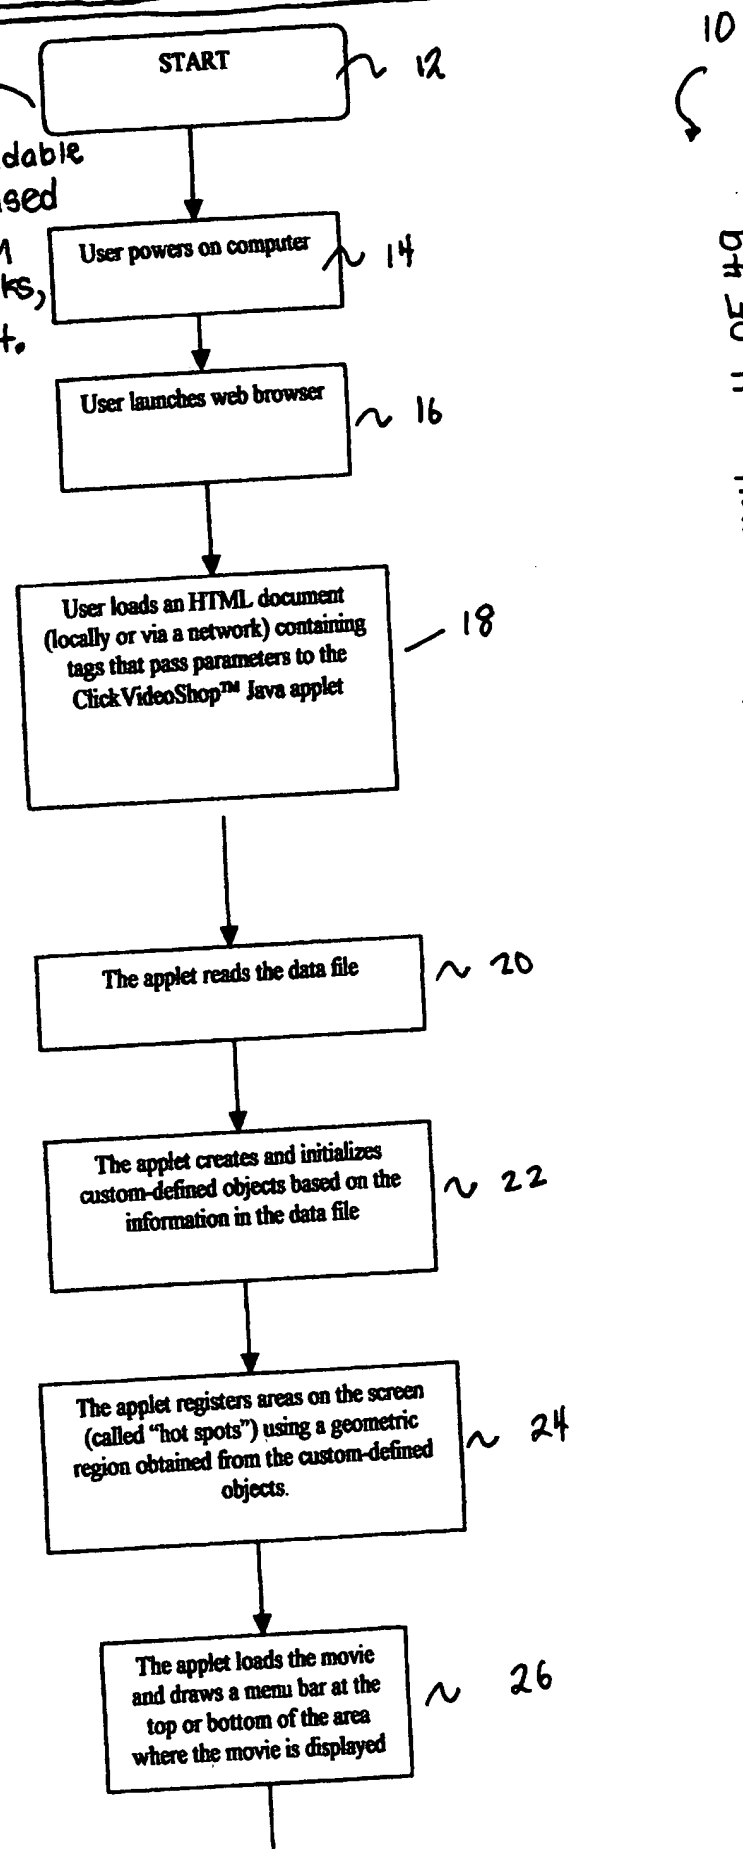 10
START
12
User powers on computer
14
ks,
t.
User launches web browser
16
User loads an HTML document
(locally or via a network) containing
tags that pass parameters to the
ClickVideoShop™ Java applet
18
The applet reads the data file
20
The applet creates and initializes
custom-defined objects based on the
information in the data file
22
The applet registers areas on the screen
(called “hot spots”) using a geometric
region obtained from the custom-defined
objects.
24
The applet loads the movie
and draws a menu bar at the
top or bottom of the area
where the movie is displayed
26